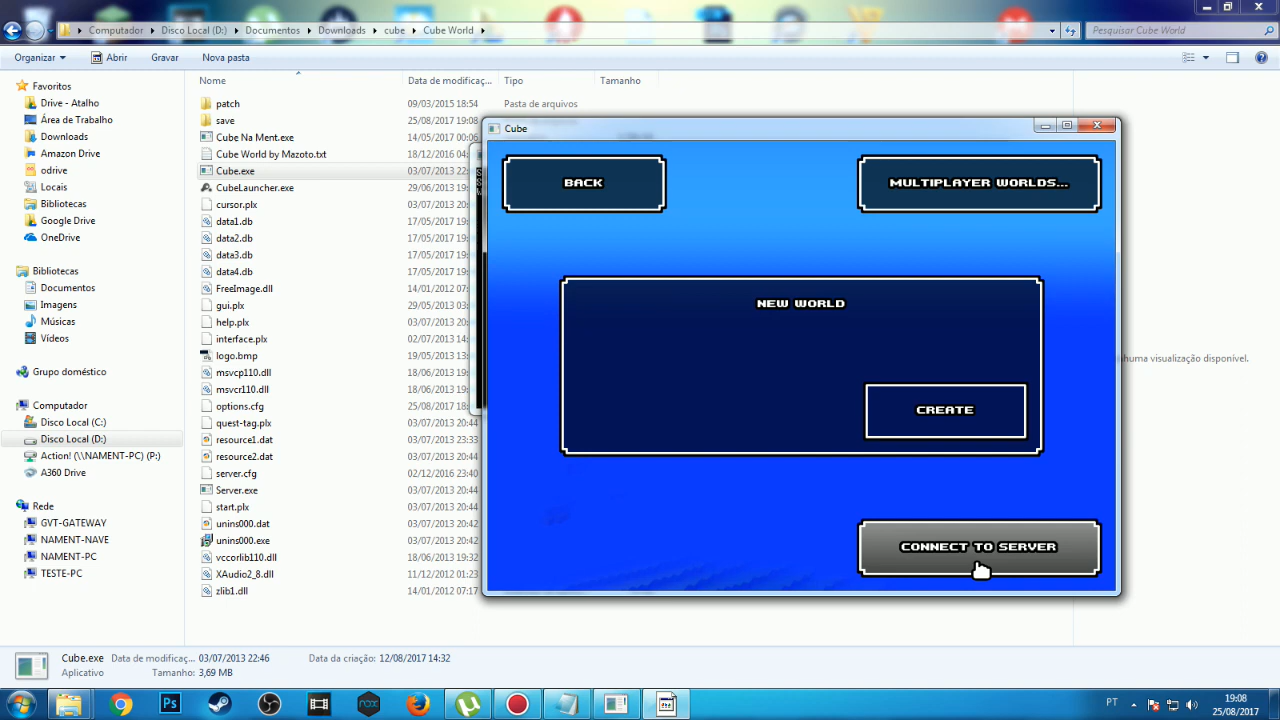 Computador ▸ Disco Local (D:) ▸ Documentos ▸ Downloads ▸ cube ▸ Cube World ▸
Pesquisar Cube World
Organizar
Abrir
Gravar
Nova pasta
Nome
Data de modificaç...
Tipo
Tamanho
Favoritos
Drive - Atalho
Área de Trabalho
Downloads
Amazon Drive
odrive
Locais
Bibliotecas
Google Drive
OneDrive
Bibliotecas
Documentos
Imagens
Músicas
Vídeos
Grupo doméstico
Computador
Disco Local (C:)
Disco Local (D:)
Action! (\\NAMENT-PC) (P:)
A360 Drive
Rede
GVT-GATEWAY
NAMENT-NAVE
NAMENT-PC
TESTE-PC
patch 09/03/2015 18:54 Pasta de arquivos
save 25/08/2017 19:08
Cube Na Ment.exe 11/05/2017 00:06
Cube World by Mazoto.txt 18/12/2016 04:
Cube.exe 03/07/2013 22:
CubeLauncher.exe 29/06/2013 19:
cursor.plx 03/07/2013 20:
data1.db 17/05/2017 19:
data2.db 17/05/2017 19:
data3.db 17/05/2017 19:
data4.db 17/05/2017 19:
FreeImage.dll 14/01/2012 07:
gui.plx 29/05/2013 03:
help.plx 03/07/2013 20:
interface.plx 02/07/2013 14:
logo.bmp 19/05/2013 13:
msvcp110.dll 18/06/2013 19:
msvcr110.dll 18/06/2013 19:
options.cfg 25/08/2017 18:
quest-tag.plx 03/07/2013 20:44
resource1.dat 03/07/2013 23:33
resource2.dat 03/07/2013 20:44
server.cfg 02/12/2016 23:40
Server.exe 03/07/2013 20:44
start.plx 03/07/2013 20:44
unins000.dat 03/07/2013 20:42
unins000.exe 03/07/2013 20:42
vccorlib110.dll 18/06/2013 19:32
XAudio2_8.dll 11/12/2012 01:23
zlib1.dll 14/01/2012 07:17
Cube
BACK
MULTIPLAYER WORLDS...
NEW WORLD
CREATE
CONNECT TO SERVER
huma visualização disponível.
Cube.exe Data de modificaç... 03/07/2013 22:46 Data da criação: 12/08/2017 14:32
Aplicativo Tamanho: 3,69 MB
Ps
nox
PT
19:08
25/08/2017